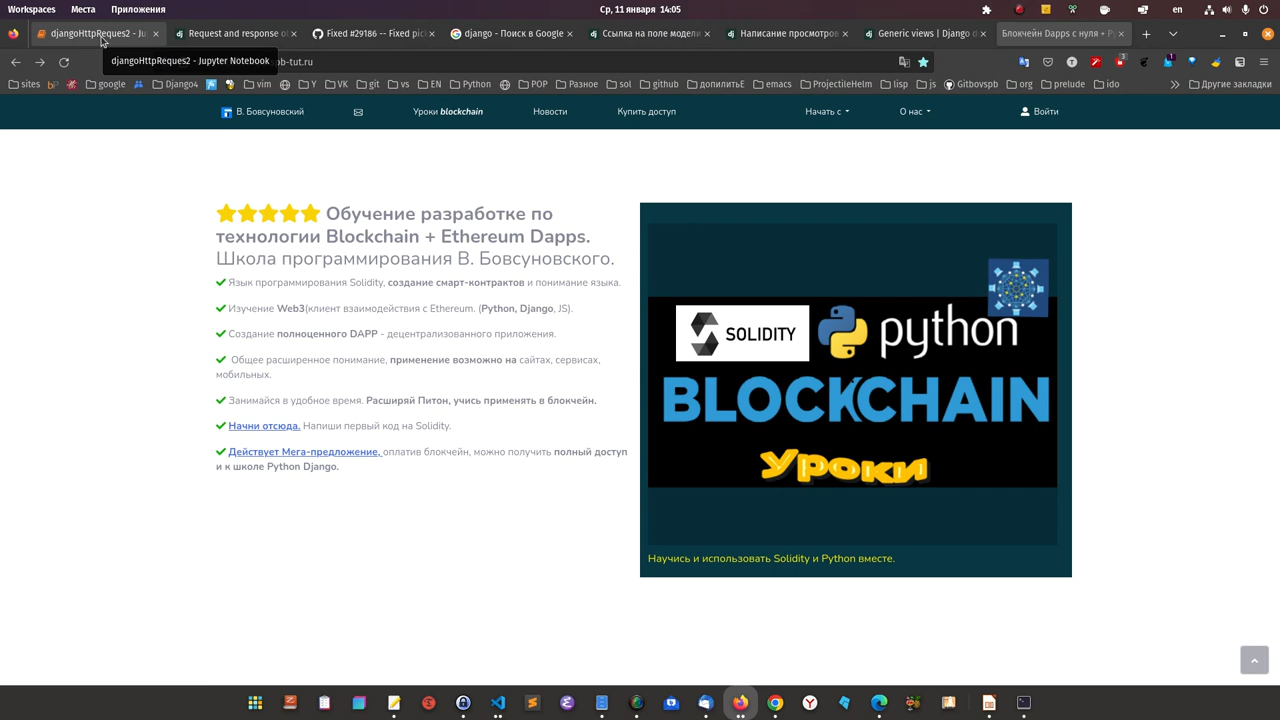 Workspaces Места Приложения Ср, 11 января 14:05 en
djangoHttpReques2 - Ju Request and response o Fixed #29186 -- Fixed pic django - Поиск в Google Ссылка на поле модели Написание просмотров Generic views | Django d Блокчейн Dapps с нуля + Py
djangoHttpReques2 - Jupyter Notebook
b-tut.ru
sites bP google Django4 vim Y VK git vs EN Python POP Разное sol github допилитьЕ emacs ProjectileHelm lisp js Gitbovspb org prelude ido Другие закладки
В. Бовсуновский Уроки blockchain Новости Купить доступ Начать с О нас Войти
Обучение разработке по
технологии Blockchain + Ethereum Dapps.
Школа программирования В. Бовсуновского.
Язык программирования Solidity, создание смарт-контрактов и понимание языка.
Изучение Web3(клиент взаимодействия с Ethereum. (Python, Django, JS).
Создание полноценного DAPP - децентрализованного приложения.
Общее расширенное понимание, применение возможно на сайтах, сервисах,
мобильных.
Занимайся в удобное время. Расширяй Питон, учись применять в блокчейн.
Начни отсюда. Напиши первый код на Solidity.
Действует Мега-предложение, оплатив блокчейн, можно получить полный доступ
и к школе Python Django.
SOLIDITY python
BLOCKCHAIN
Уроки
Научись и использовать Solidity и Python вместе.